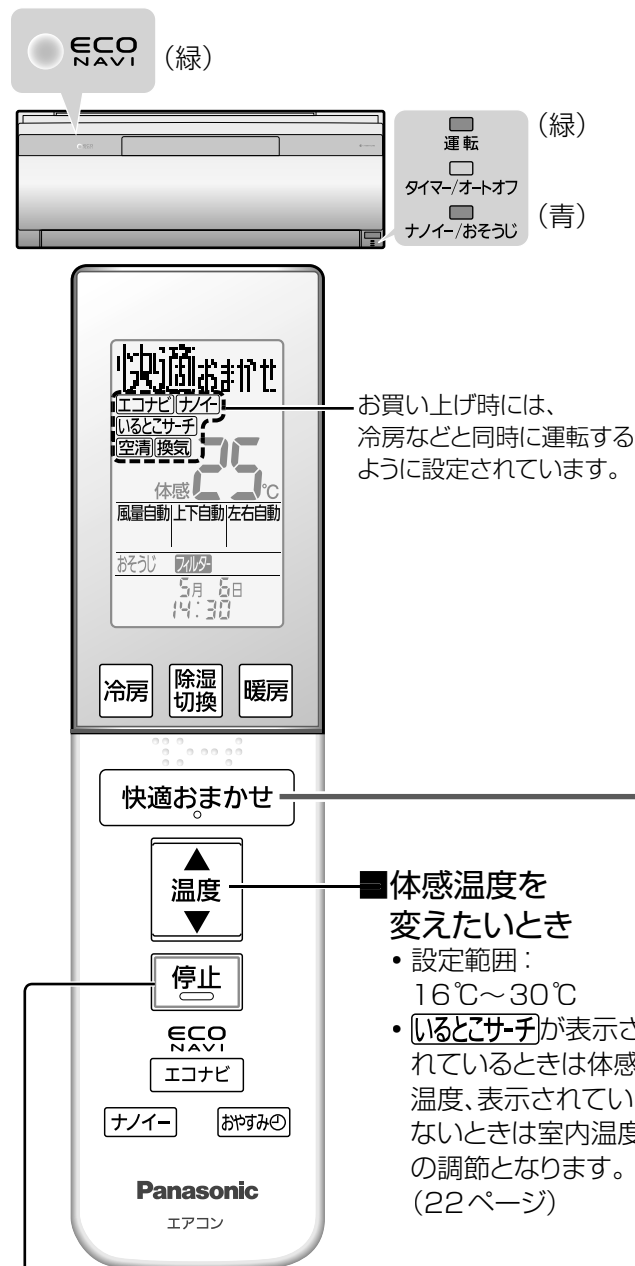 ECO
NAVI
（緑）
運転
（緑）
タイマー/オートオフ
ナノイー/おそうじ
（青）
快適おまかせ
エコナビ ナノイー
いるとこサーチ
空清 換気
体感 25℃
風量自動 上下自動 左右自動
おそうじ フィルター
5月 6日
14:30
お買い上げ時には、
冷房などと同時に運転する
ように設定されています。
冷房
除湿
切換
暖房
快適おまかせ
▲
温度
▼
■体感温度を
変えたいとき
• 設定範囲：
16℃～30℃
• いるとこサーチが表示さ
れているときは体感
温度、表示されてい
ないときは室内温度
の調節となります。
（22ページ）
停止
ECO
NAVI
エコナビ
ナノイー
おやすみ
Panasonic
エアコン